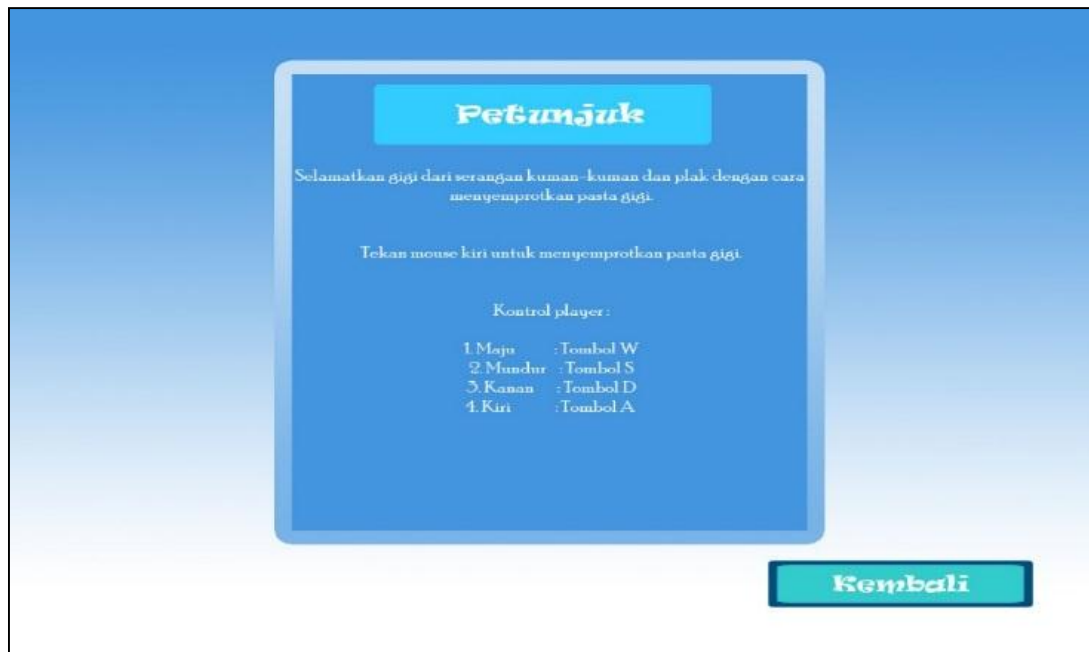 Petunjuk
Selamatkan gigi dari serangan kuman-kuman dan plak dengan cara
menyemprotkan pasta gigi.
Tekan mouse kiri untuk menyemprotkan pasta gigi.
Kontrol player :
1. Maju : Tombol W
2. Mundur : Tombol S
3. Kanan : Tombol D
4. Kiri : Tombol A
Kembali